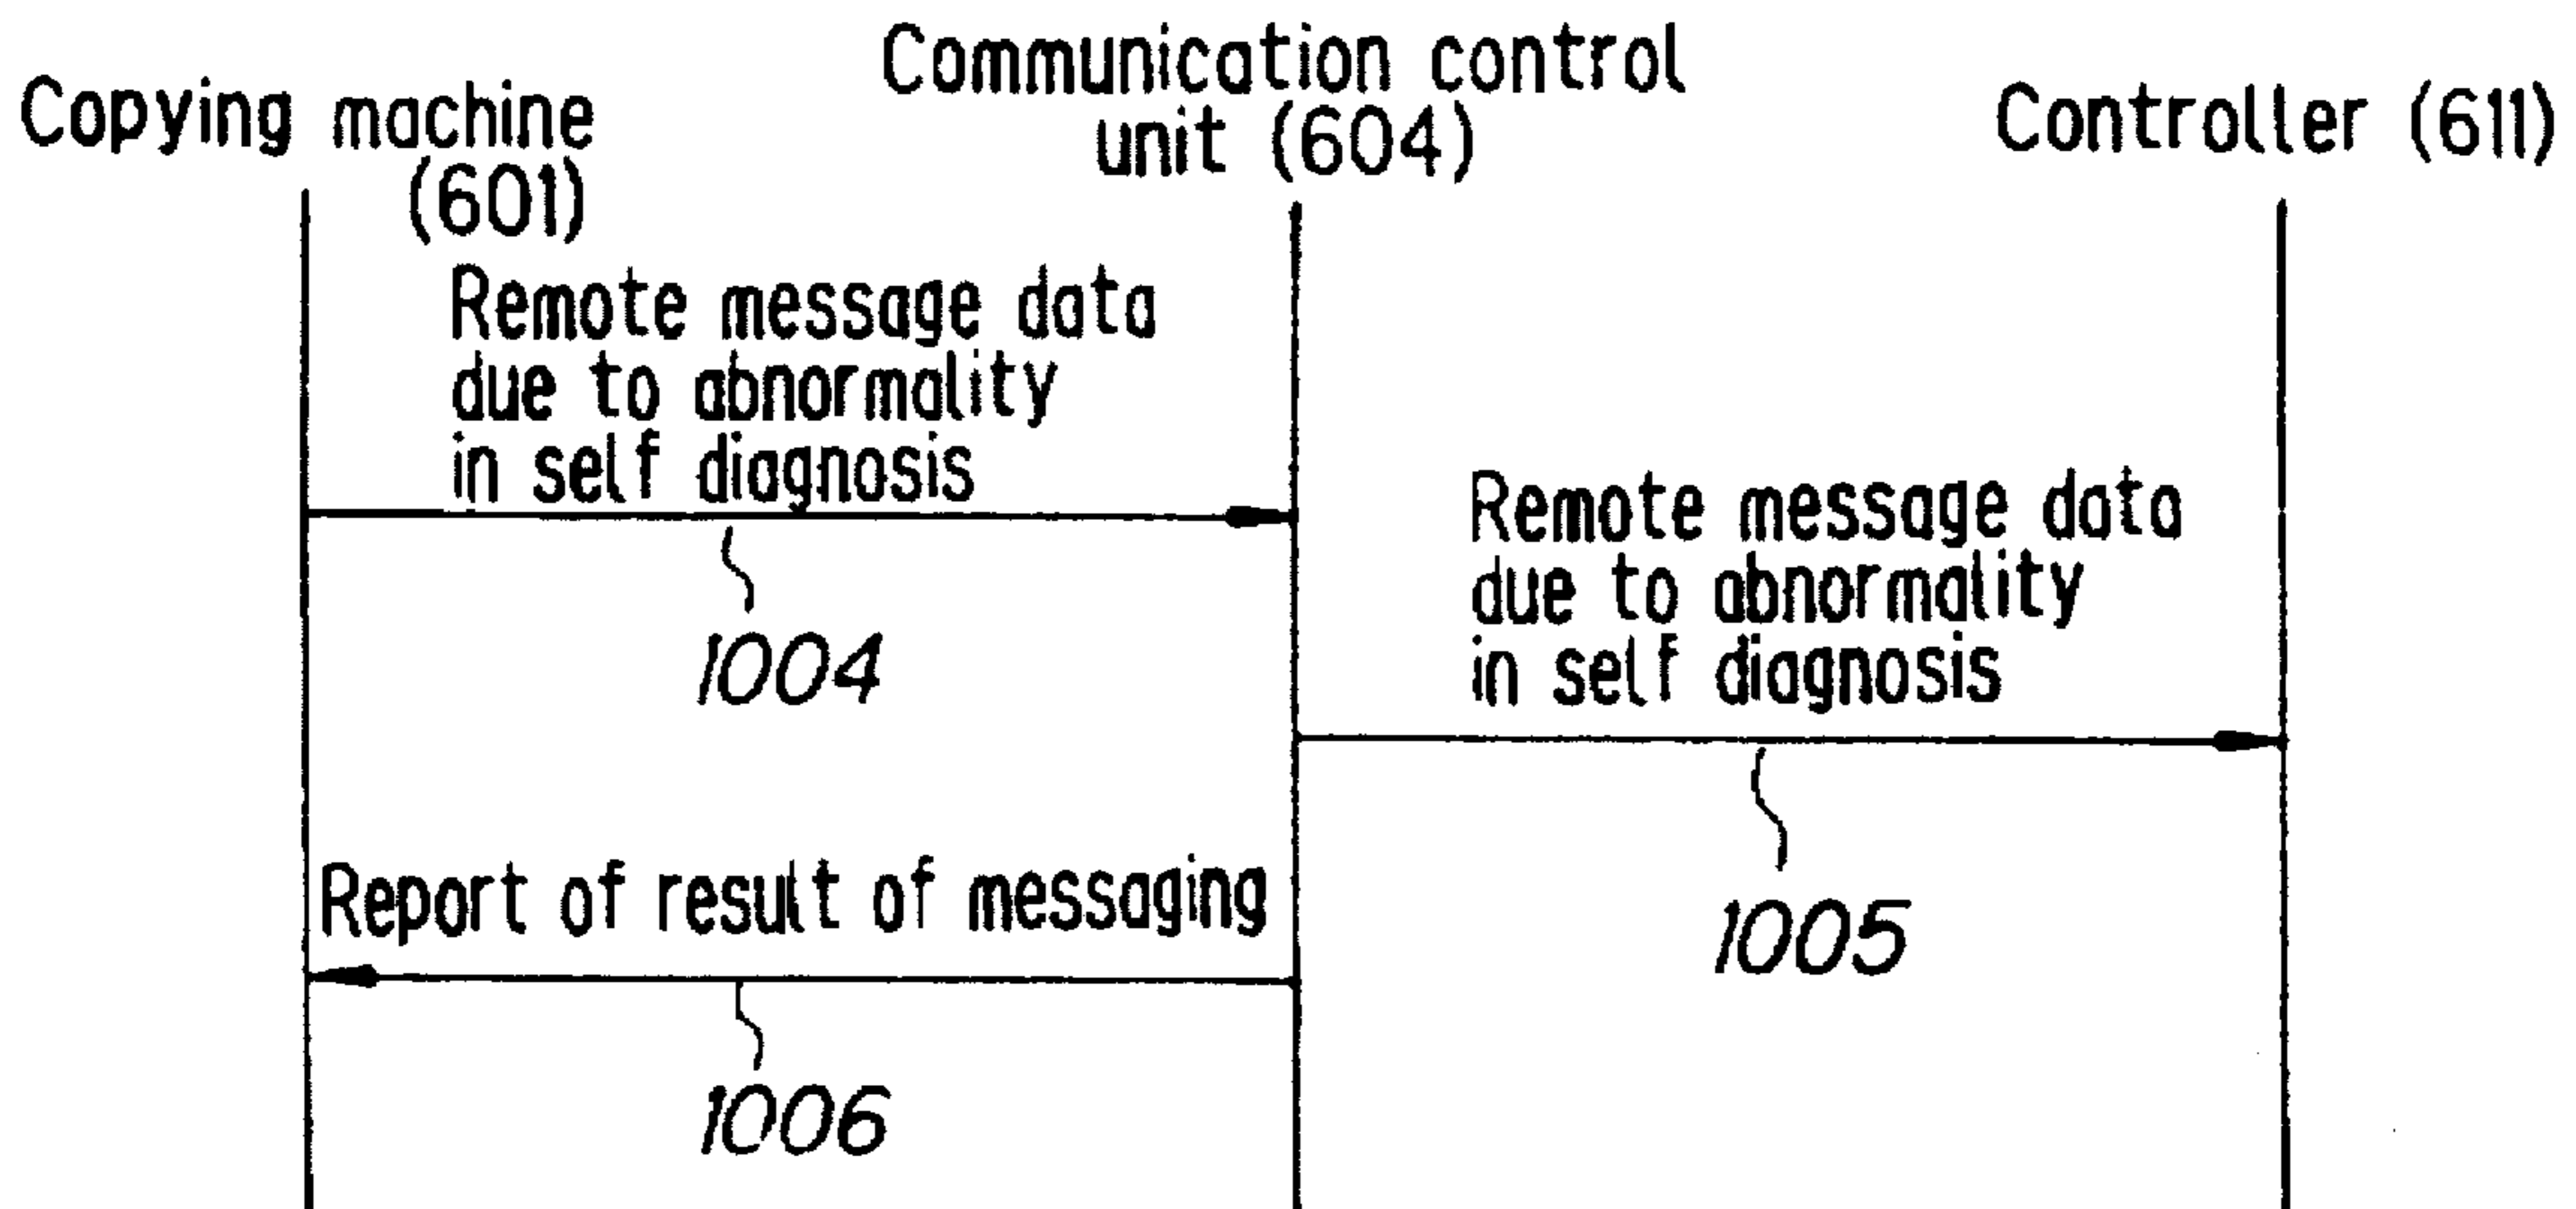 Copying machine
(601)
Communication control
unit (604)
Controller (611)
Remote message data
due to abnormality
in self diagnosis
1004
Remote message data
due to abnormality
in self diagnosis
1005
Report of result of messaging
1006